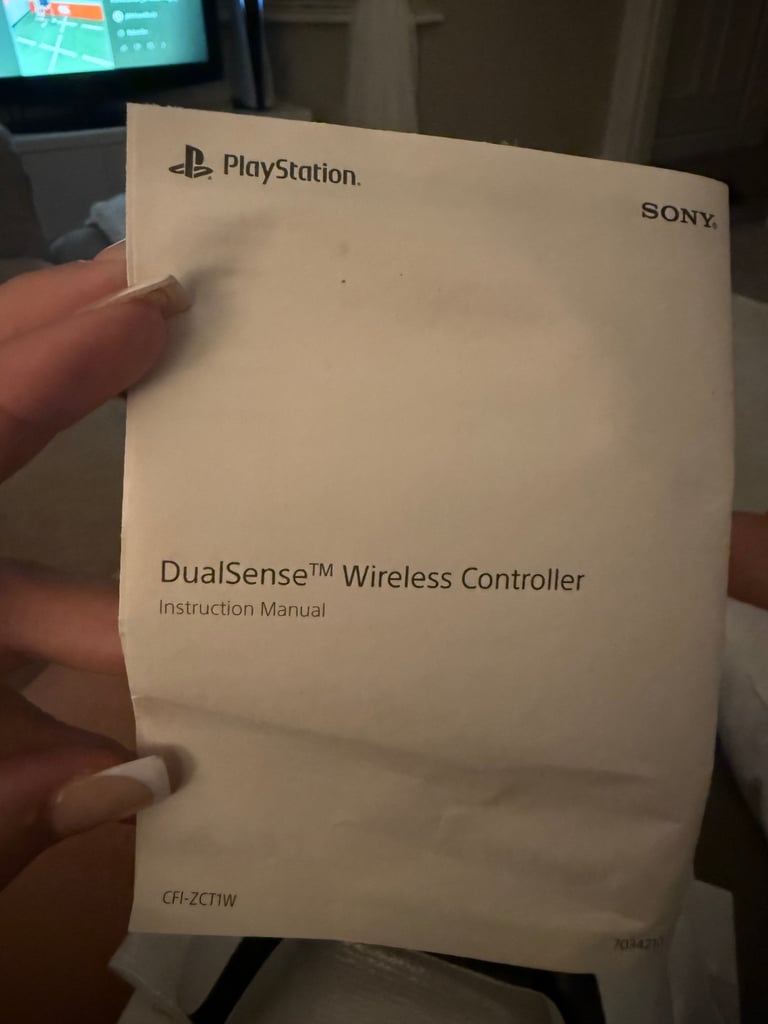 PlayStation®
SONY®
DualSense™ Wireless Controller
Instruction Manual
CFI-ZCT1W